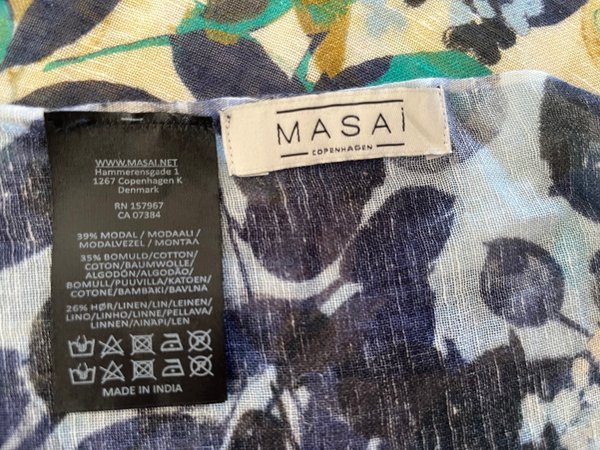 MASAi
COPENHAGEN
WWW.MASAI.NET
Hammerensgade 1
1267 Copenhagen K
Denmark
RN 157967
CA 07384
39% MODAL / MODAALI /
MODALVEZEL / MONTAA
35% BOMULD/COTTON/
COTON/BAUMWOLLE/
ALGODÓN/ALGODÃO/
BOMULL/PUUVILLA/KATOEN/
COTONE/BAMBAKI/BAVLNA
26% HØR/LINEN/LIN/LEINEN/
LINO/LINHO/LINNE/PELLAVA/
LINNEN/AINAPI/LEN
MADE IN INDIA